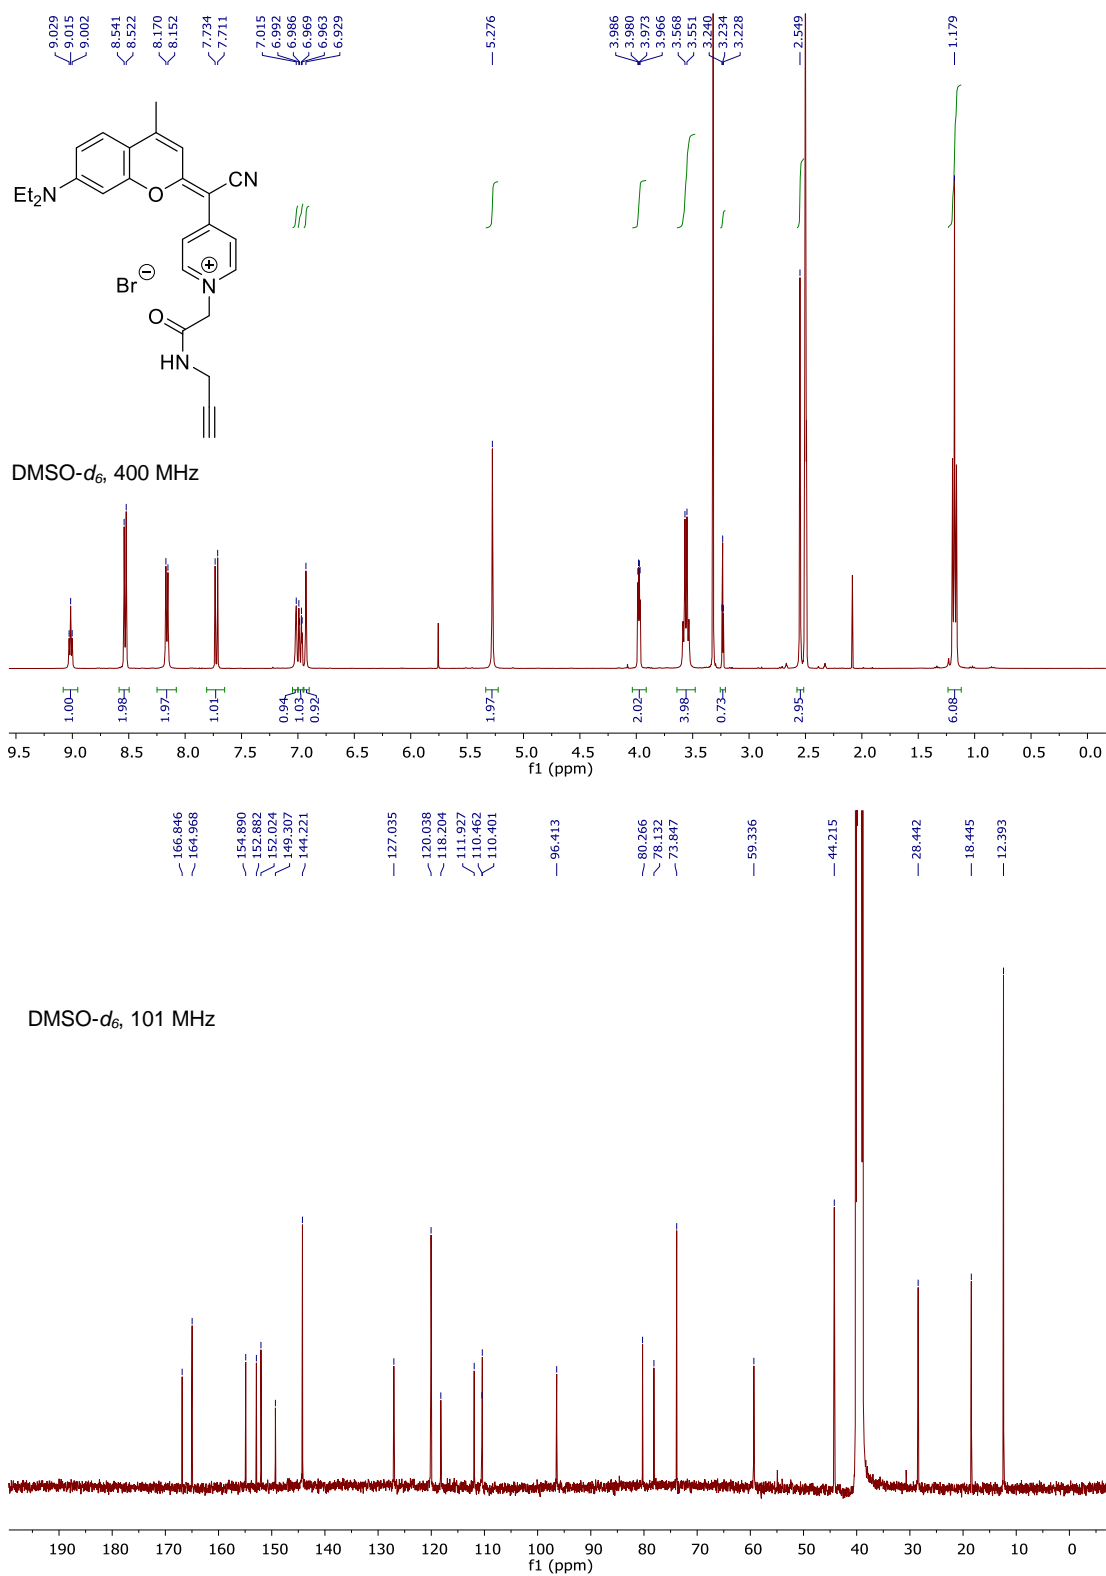 9.029 9.015 9.002 8.541 8.522 8.170 8.152 7.734 7.711 7.015 6.992 6.986 6.969 6.963 6.929 5.276 3.986 3.980 3.973 3.966 3.568 3.551 3.240 3.234 3.228 2.549 1.179
CN
O
Et2N
Br⊖
⊕
N
O
HN
DMSO-d6, 400 MHz
1.00 1.98 1.97 1.01 0.94 1.03 0.92 1.97 2.02 3.98 0.73 2.95 6.08
9.5 9.0 8.5 8.0 7.5 7.0 6.5 6.0 5.5 5.0 4.5 4.0 3.5 3.0 2.5 2.0 1.5 1.0 0.5 0.0
f1 (ppm)
166.846 164.968 154.890 152.882 152.024 149.307 144.221 127.035 120.038 118.204 111.927 110.462 110.401 96.413 80.266 78.132 73.847 59.336 44.215 28.442 18.445 12.393
DMSO-d6, 101 MHz
190 180 170 160 150 140 130 120 110 100 90 80 70 60 50 40 30 20 10 0
f1 (ppm)